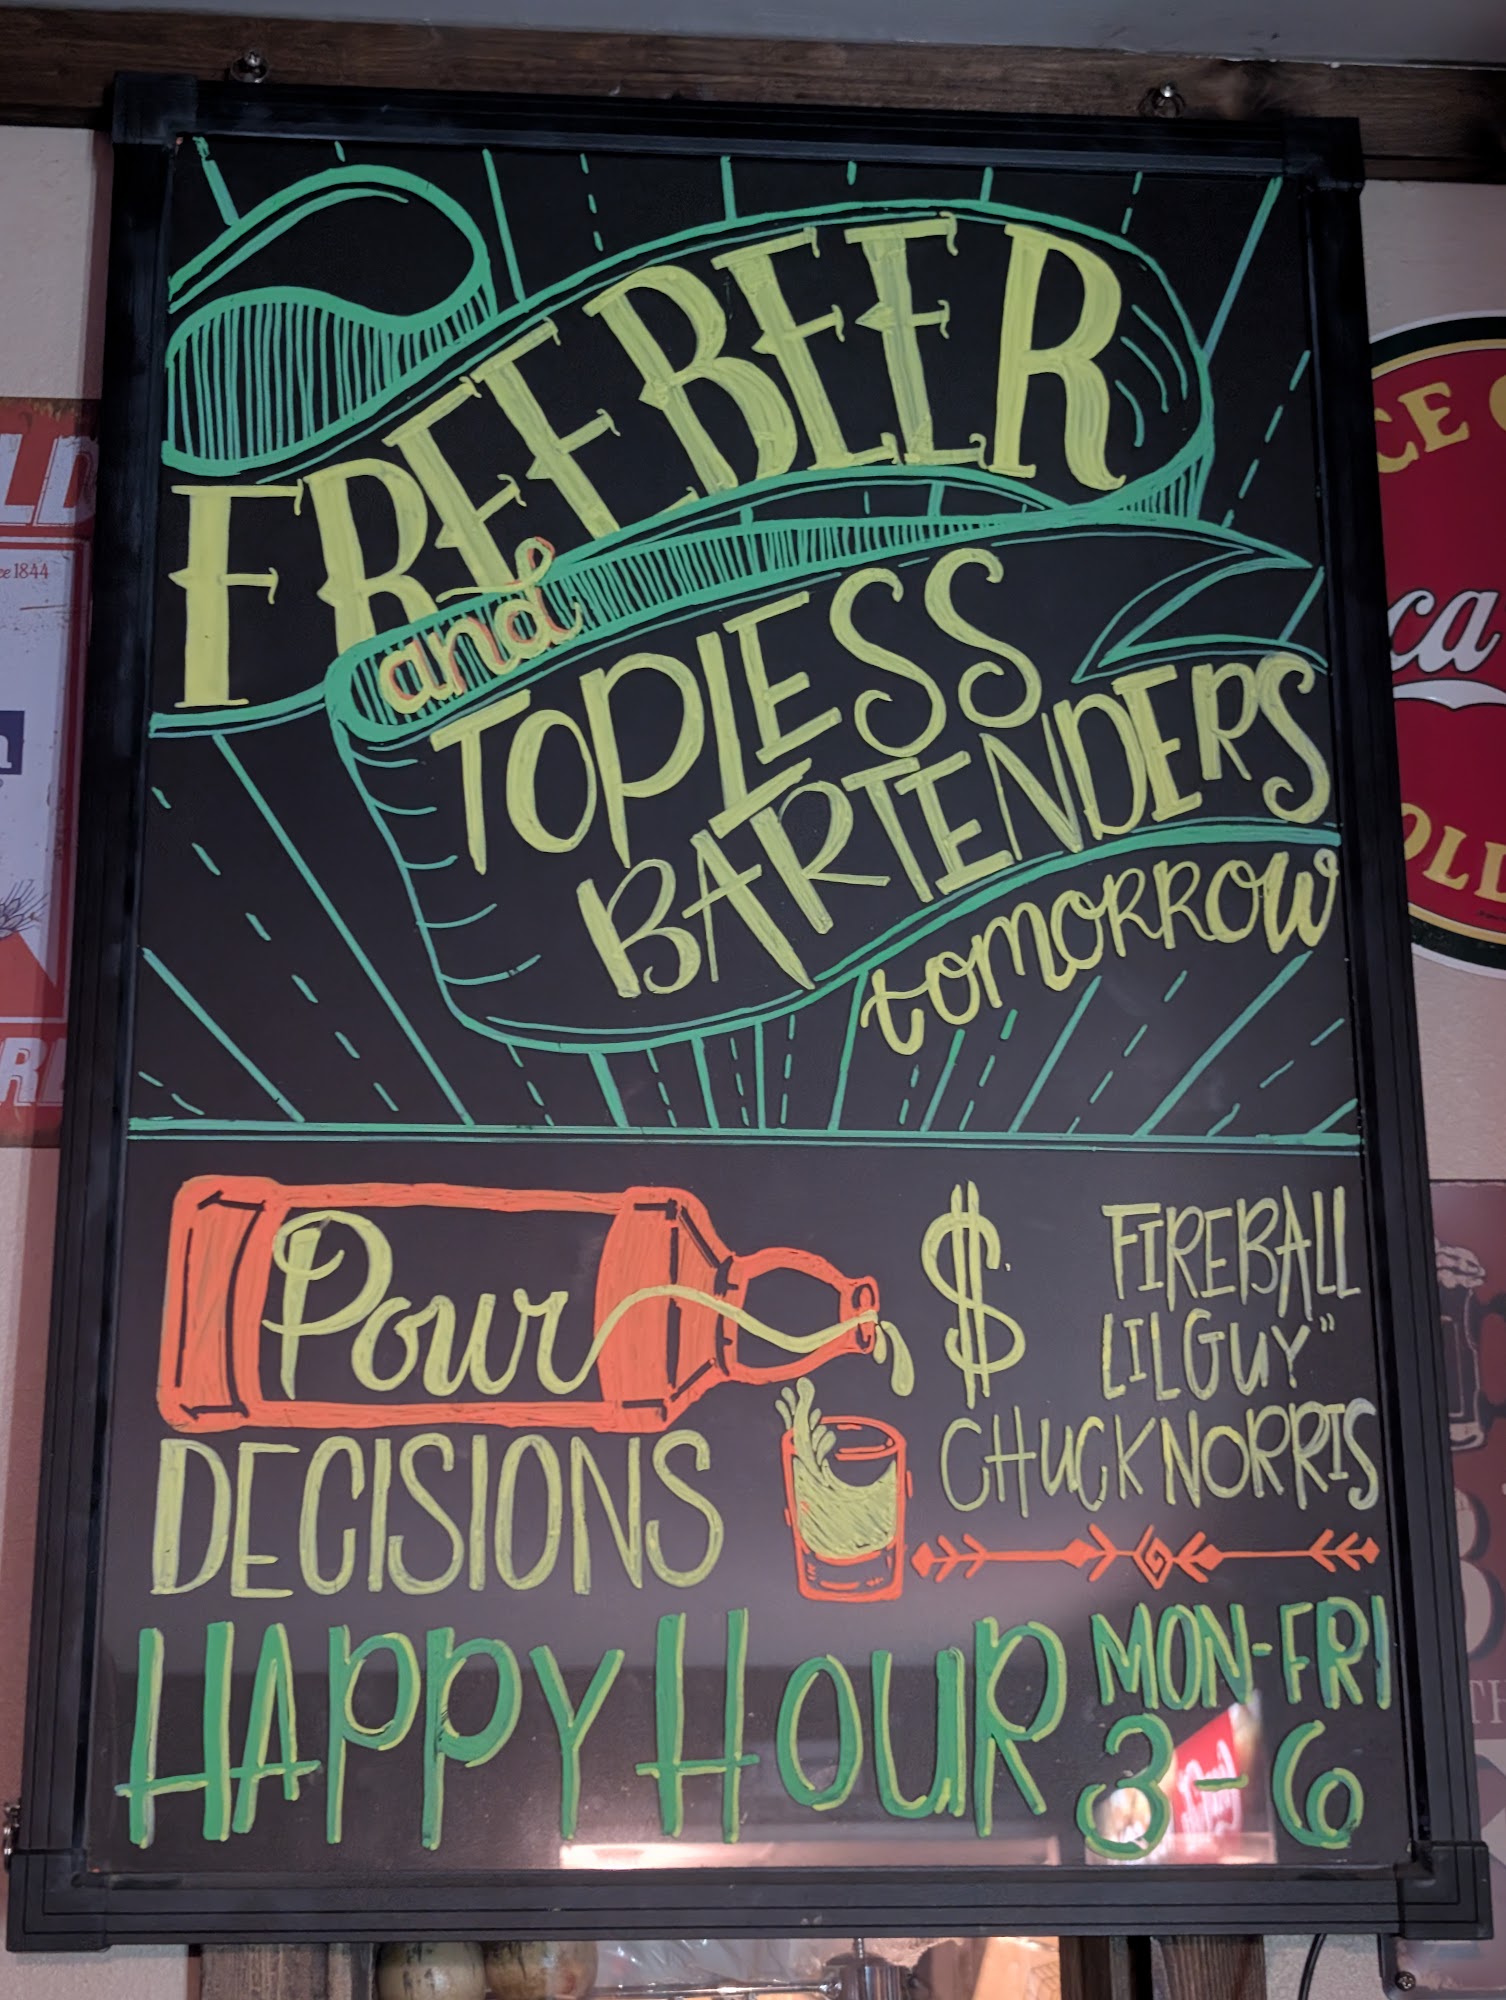 FREE BEER
and
TOPLESS
BARTENDERS
tomorrow
Pour
DECISIONS
$
FIREBALL
LIL GUY"
CHUCK NORRIS
HAPPY HOUR
MON-FRI
3-6
1844